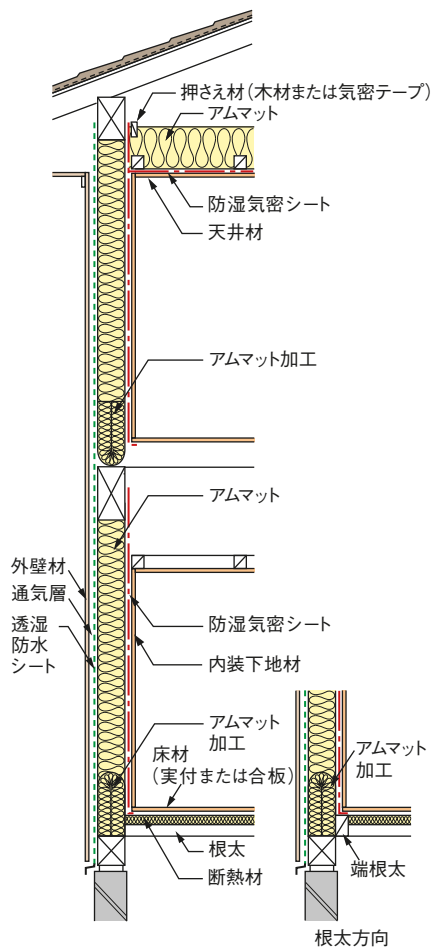 押さえ材（木材または気密テープ）
アムマット
防湿気密シート
天井材
アムマット加工
アムマット
外壁材
通気層
透湿
防水
シート
防湿気密シート
内装下地材
アムマット
加工
床材
（実付または合板）
根太
断熱材
アムマット
加工
端根太
根太方向